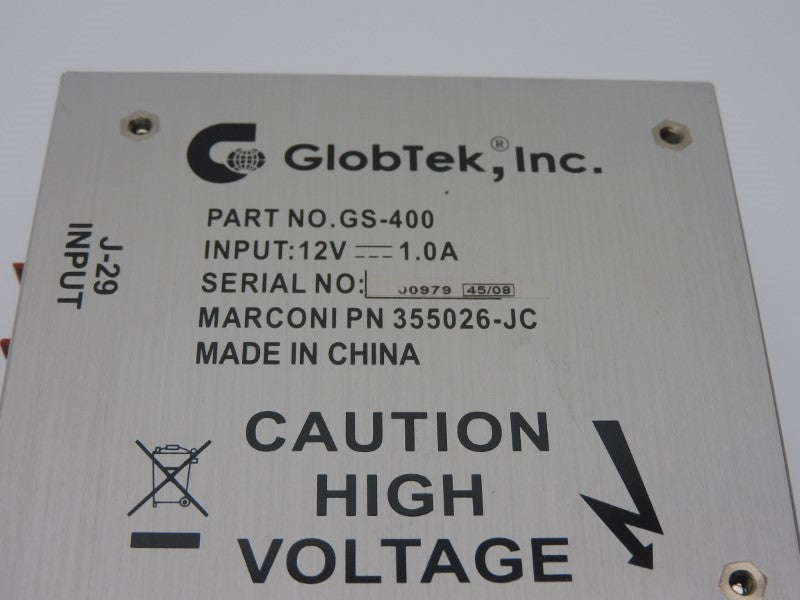 GlobTek,® Inc.
PART NO.GS-400
INPUT:12V 1.0A
SERIAL NO: 00979 45/08
MARCONI PN 355026-JC
MADE IN CHINA
J-29
INPUT
CAUTION
HIGH
VOLTAGE